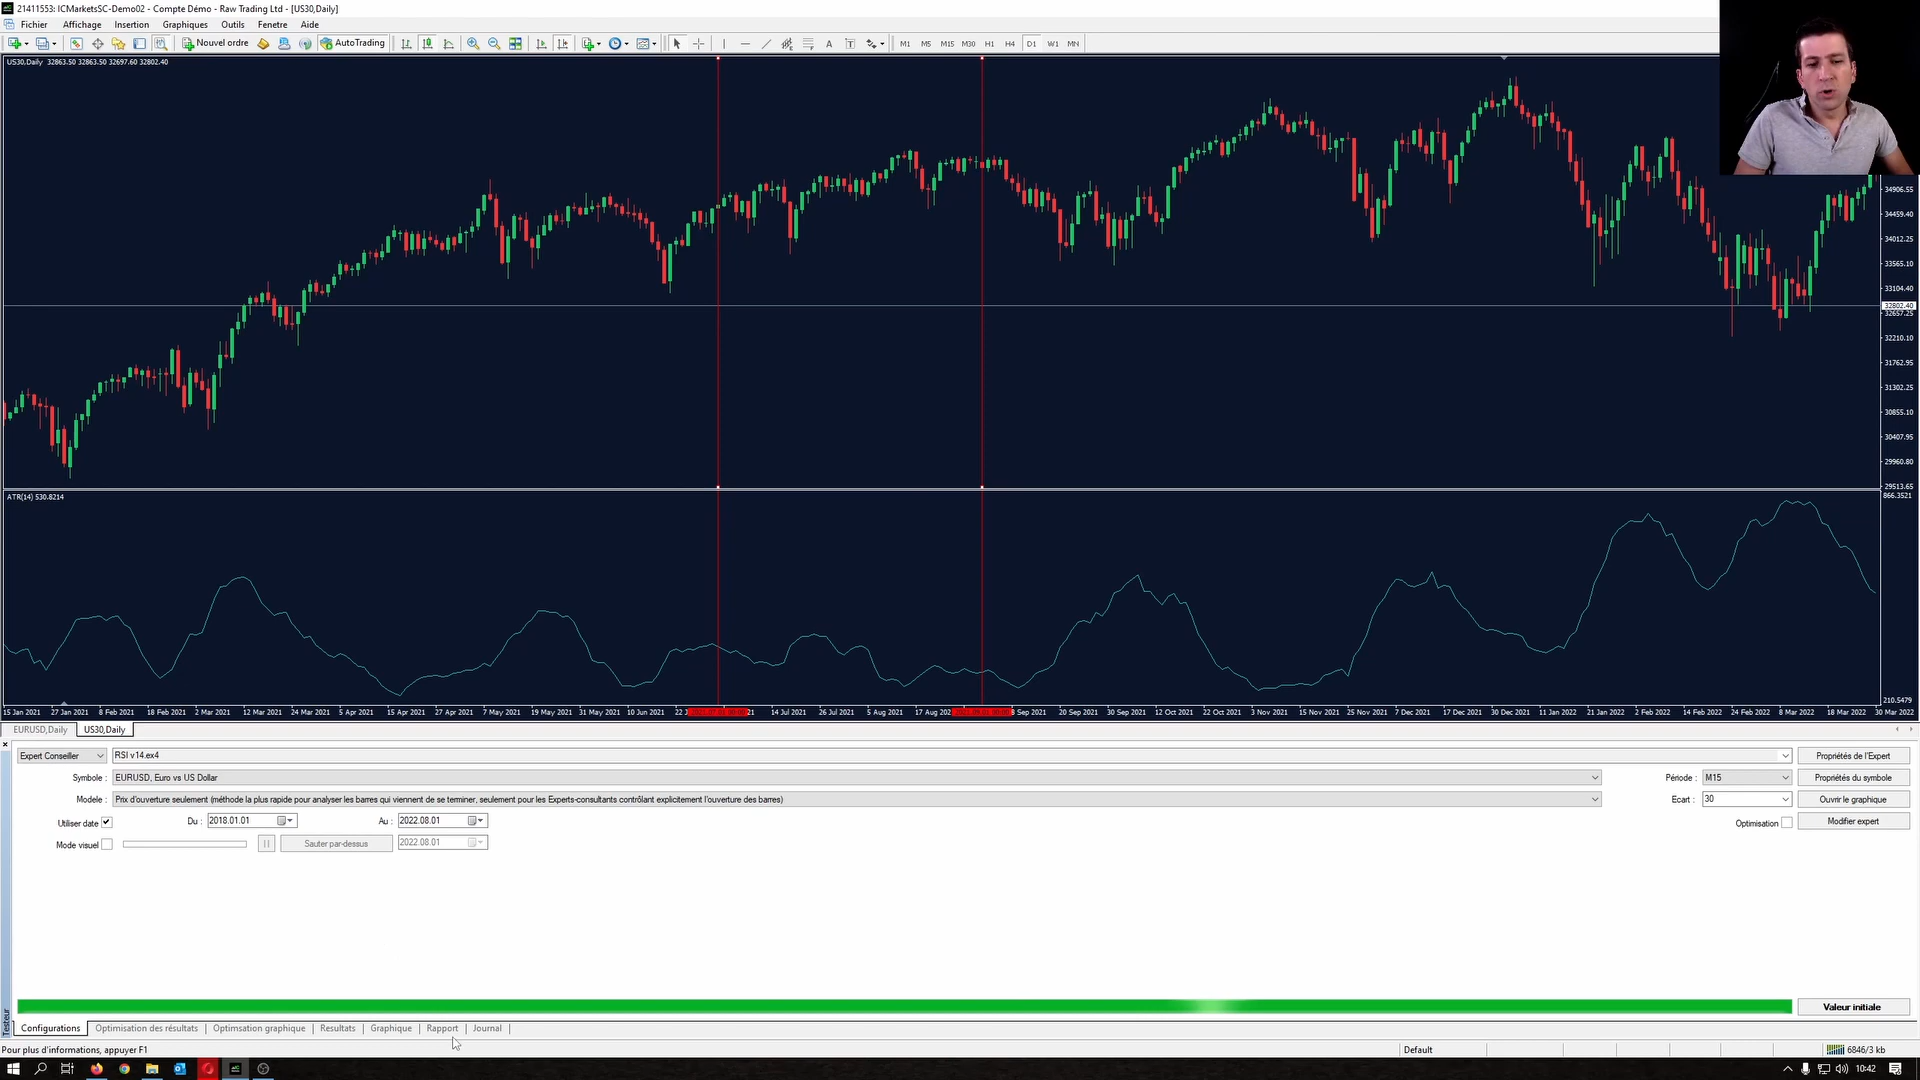 21411553: ICMarketsSC-Demo02 - Compte Démo - Raw Trading Ltd - [US30,Daily]
Fichier Affichage Insertion Graphiques Outils Fenetre Aide
Nouvel ordre AutoTrading M1 M5 M15 M30 H1 H4 D1 W1 MN
US30,Daily 32863.50 32863.50 32697.60 32802.40
34906.55
34459.40
34012.25
33565.10
33104.40
32802.40
32657.25
32210.10
31762.95
31302.25
30855.10
30407.95
29960.80
29513.65
ATR(14) 530.8214
866.3521
210.5479
15 Jan 2021 27 Jan 2021 8 Feb 2021 18 Feb 2021 2 Mar 2021 12 Mar 2021 24 Mar 2021 5 Apr 2021 15 Apr 2021 27 Apr 2021 7 May 2021 19 May 2021 31 May 2021 10 Jun 2021 22 J 21 14 Jul 2021 26 Jul 2021 5 Aug 2021 17 Aug 202 8 Sep 2021 20 Sep 2021 30 Sep 2021 12 Oct 2021 22 Oct 2021 3 Nov 2021 15 Nov 2021 25 Nov 2021 7 Dec 2021 17 Dec 2021 30 Dec 2021 11 Jan 2022 21 Jan 2022 2 Feb 2022 14 Feb 2022 24 Feb 2022 8 Mar 2022 18 Mar 2022 30 Mar 2022
EURUSD,Daily US30,Daily
Expert Conseiller RSI v14.ex4 Propriétés de l'Expert
Symbole : EURUSD, Euro vs US Dollar Période : M15 Propriétés du symbole
Modele : Prix d'ouverture seulement (méthode la plus rapide pour analyser les barres qui viennent de se terminer, seulement pour les Experts-consultants contrôlant explicitement l'ouverture des barres) Ecart : 30 Ouvrir le graphique
Utiliser date Du : 2018.01.01 Au : 2022.08.01 Optimisation Modifier expert
Mode visuel Sauter par-dessus 2022.08.01
Valeur initiale
Testeur
Configurations Optimisation des résultats Optimsation graphique Resultats Graphique Rapport Journal
Pour plus d'informations, appuyer F1 Default 6846/3 kb
10:42